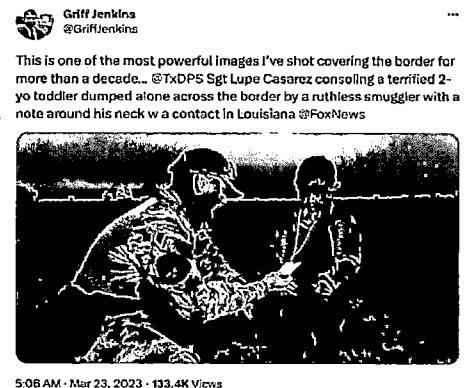 Griff Jenkins
@GriffJenkins
This is one of the most powerful images I've shot covering the border for
more than a decade... @TxDPS Sgt Lupe Casarez consoling a terrified 2-
yo toddler dumped alone across the border by a ruthless smuggler with a
note around his neck w a contact in Louisiana @FoxNews
5:06 AM · Mar 23, 2023 · 133.4K Views